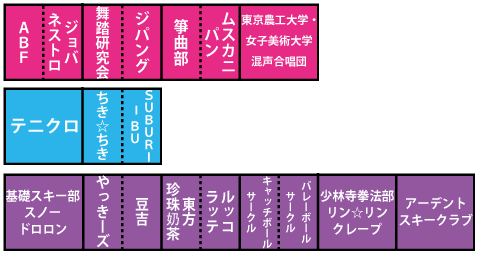 ABF
ジョバ
ネストロ
舞踏研究会
ジパング
箏曲部
ムスカニ
パン
東京農工大学・
女子美術大学
混声合唱団
テニクロ
ちき☆ちき
SUBURI
IBU
基礎スキー部
スノー
ドロロン
やっきーズ
豆吉
東方
珍珠奶茶
ルッコ
ラッテ
キャッチボール
サークル
バレーボール
サークル
少林寺拳法部
リン☆リン
クレープ
アーデント
スキークラブ